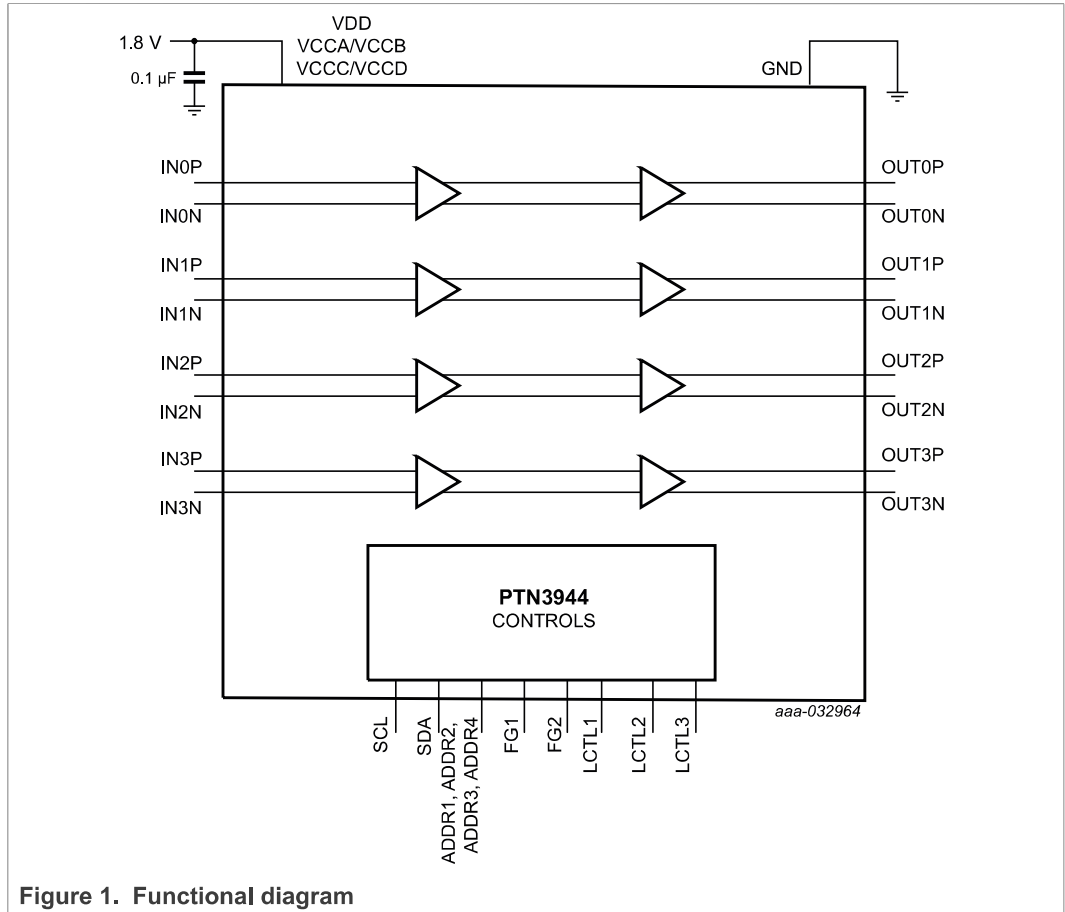 VDD
1.8 V
VCCA/VCCB
VCCC/VCCD
GND
0.1 µF
IN0P
OUT0P
IN0N
OUT0N
IN1P
OUT1P
IN1N
OUT1N
IN2P
OUT2P
IN2N
OUT2N
IN3P
OUT3P
IN3N
OUT3N
PTN3944
CONTROLS
aaa-032964
SCL
SDA
ADDR1, ADDR2,
ADDR3, ADDR4
FG1
FG2
LCTL1
LCTL2
LCTL3
Figure 1. Functional diagram